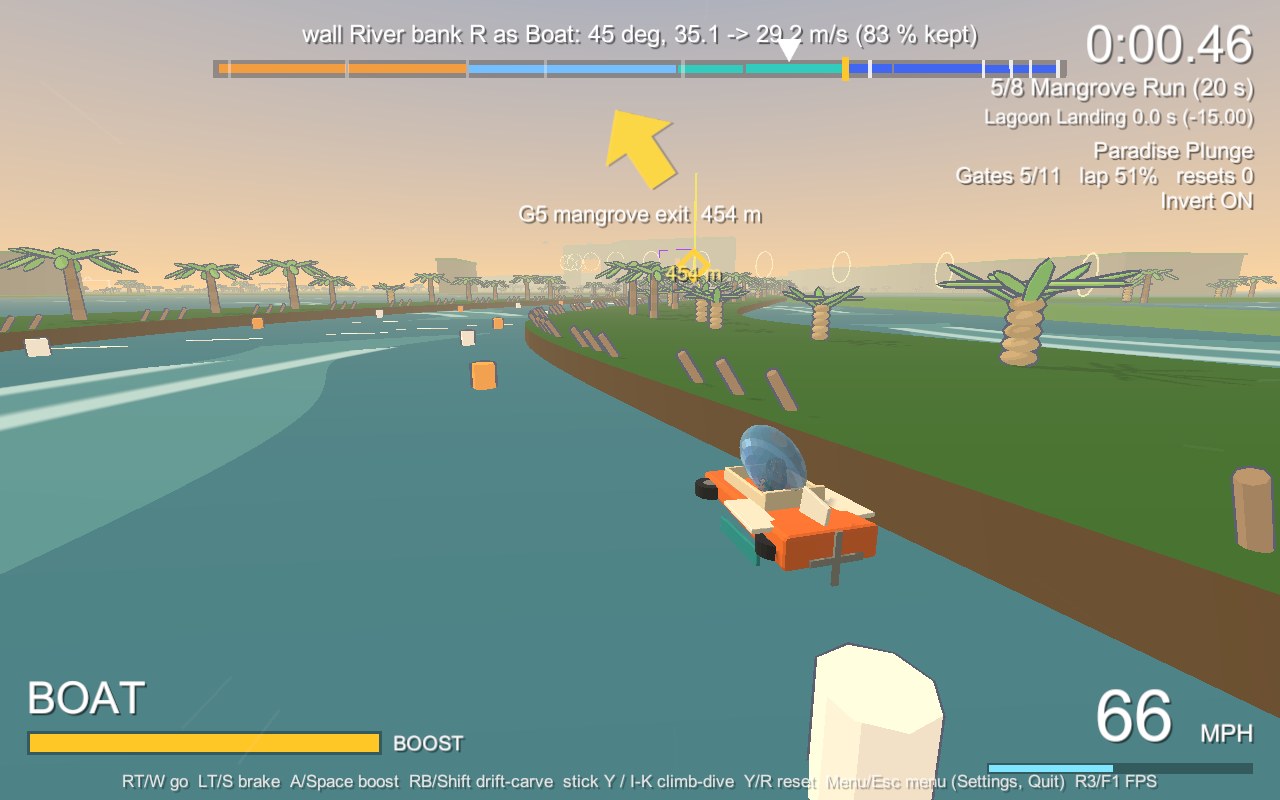 wall River bank R as Boat: 45 deg, 35.1 -> 29.2 m/s (83 % kept)
0:00.46
5/8 Mangrove Run (20 s)
Lagoon Landing 0.0 s (-15.00)
Paradise Plunge
Gates 5/11 lap 51% resets 0
Invert ON
G5 mangrove exit 454 m
454 m
BOAT
BOOST
66 MPH
RT/W go LT/S brake A/Space boost RB/Shift drift-carve stick Y / I-K climb-dive Y/R reset Menu/Esc menu (Settings, Quit) R3/F1 FPS